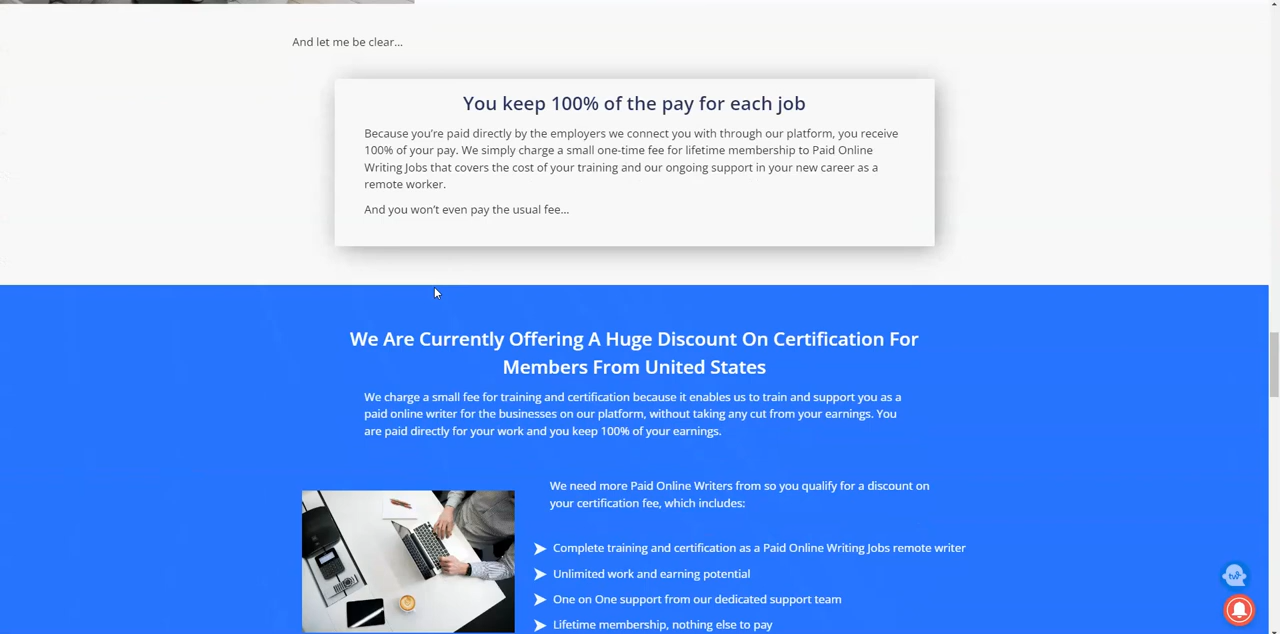 And let me be clear...
You keep 100% of the pay for each job
Because you're paid directly by the employers we connect you with through our platform, you receive
100% of your pay. We simply charge a small one-time fee for lifetime membership to Paid Online
Writing Jobs that covers the cost of your training and our ongoing support in your new career as a
remote worker.
And you won't even pay the usual fee...
We Are Currently Offering A Huge Discount On Certification For
Members From United States
We charge a small fee for training and certification because it enables us to train and support you as a
paid online writer for the businesses on our platform, without taking any cut from your earnings. You
are paid directly for your work and you keep 100% of your earnings.
We need more Paid Online Writers from so you qualify for a discount on
your certification fee, which includes:
Complete training and certification as a Paid Online Writing Jobs remote writer
Unlimited work and earning potential
One on One support from our dedicated support team
Lifetime membership, nothing else to pay